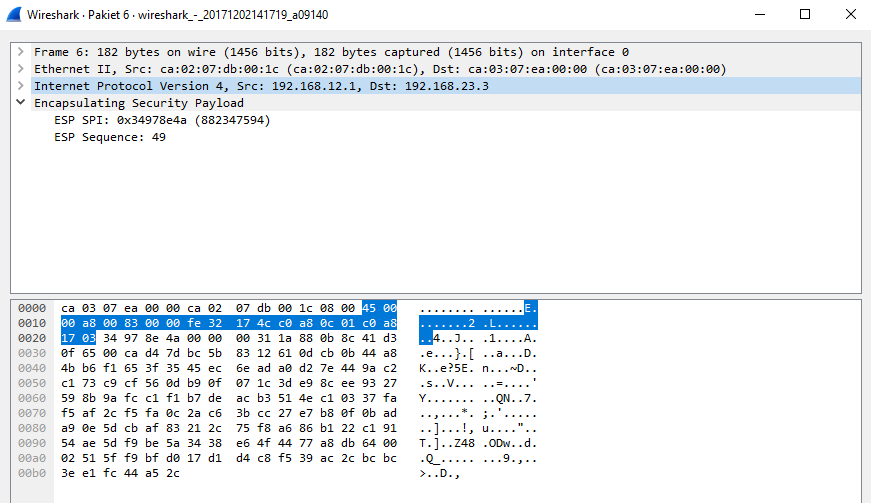 Wireshark · Pakiet 6 · wireshark_-_20171202141719_a09140
Frame 6: 182 bytes on wire (1456 bits), 182 bytes captured (1456 bits) on interface 0
Ethernet II, Src: ca:02:07:db:00:1c (ca:02:07:db:00:1c), Dst: ca:03:07:ea:00:00 (ca:03:07:ea:00:00)
Internet Protocol Version 4, Src: 192.168.12.1, Dst: 192.168.23.3
Encapsulating Security Payload
ESP SPI: 0x34978e4a (882347594)
ESP Sequence: 49
0000 ca 03 07 ea 00 00 ca 02 07 db 00 1c 08 00 45 00 ........ ......E.
0010 00 a8 00 83 00 00 fe 32 17 4c c0 a8 0c 01 c0 a8 .......2 .L......
0020 17 03 34 97 8e 4a 00 00 00 31 1a 88 0b 8c 41 d3 ..4..J.. .1....A.
0030 0f 65 00 ca d4 7d bc 5b 83 12 61 0d cb 0b 44 a8 .e...}.[ ..a...D.
0040 4b b6 f1 65 3f 35 45 ec 6e ad a0 d2 7e 44 9a c2 K..e?5E. n...~D..
0050 c1 73 c9 cf 56 0d b9 0f 07 1c 3d e9 8c ee 93 27 .s..V... ..=....'
0060 59 8b 9a fc c1 f1 b7 de ac b3 51 4e c1 03 37 fa Y....... ..QN..7.
0070 f5 af 2c f5 fa 0c 2a c6 3b cc 27 e7 b8 0f 0b ad ..,...*. ;.'.....
0080 a9 0e 5d cb af 83 21 2c 75 f8 a6 86 b1 22 c1 91 ..]...!, u...."..
0090 54 ae 5d f9 be 5a 34 38 e6 4f 44 77 a8 db 64 00 T.]..Z48 .ODw..d.
00a0 02 51 5f f9 bf d0 17 d1 d4 c8 f5 39 ac 2c bc bc .Q_..... ...9.,..
00b0 3e e1 fc 44 a5 2c >..D.,